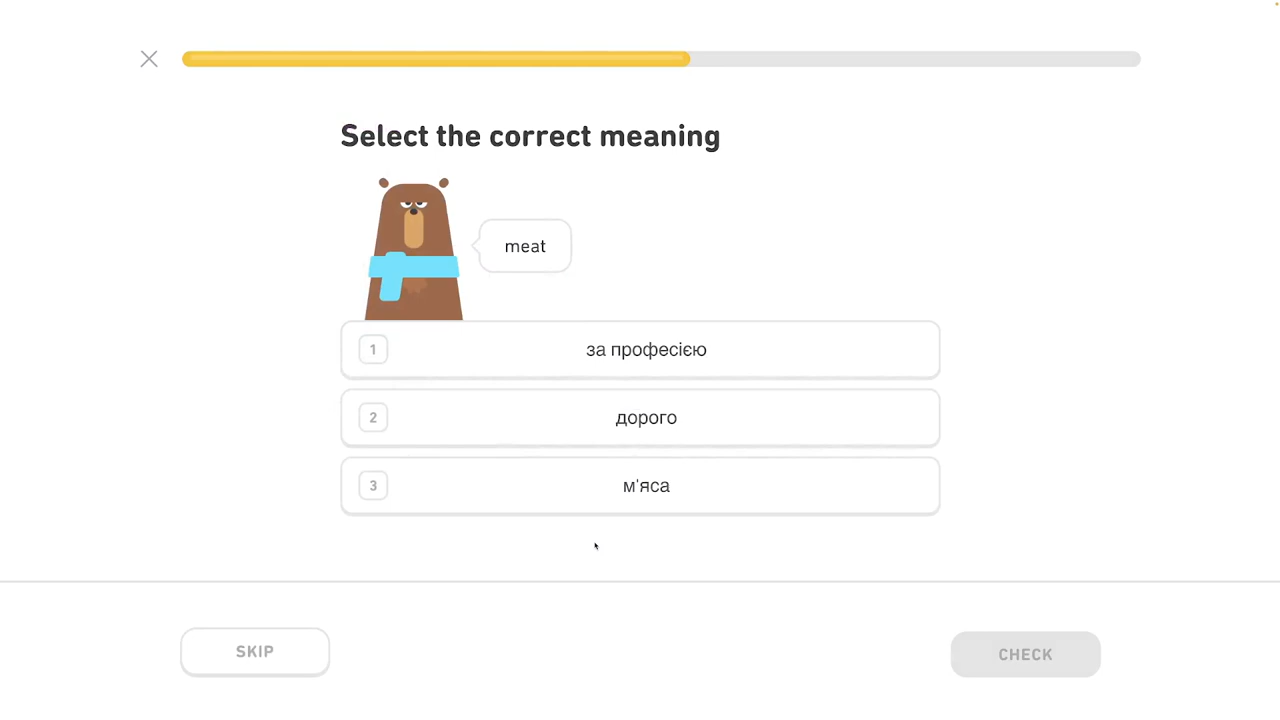 Select the correct meaning
meat
1 за професією
2 дорого
3 м'яса
SKIP
CHECK